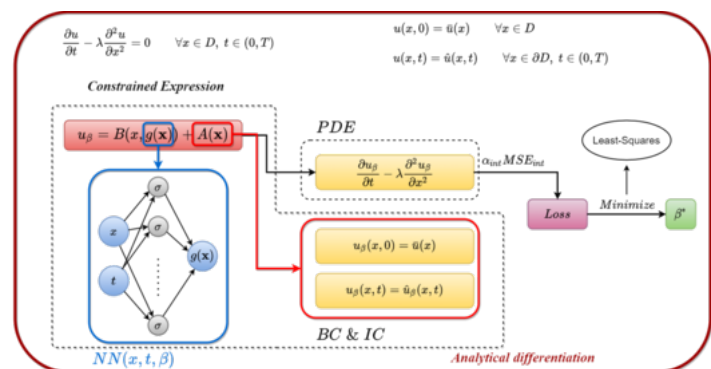 ∂u/∂t − λ ∂²u/∂x² = 0 ∀x ∈ D, t ∈ (0, T)
u(x, 0) = ū(x) ∀x ∈ D
u(x, t) = û(x, t) ∀x ∈ ∂D, t ∈ (0, T)
Constrained Expression
u_β = B(x, g(𝐱)) + A(𝐱)
PDE
∂u_β/∂t − λ ∂²u_β/∂x²
α_int MSE_int
Least-Squares
Loss
Minimize
β*
σ
x
σ
g(𝐱)
t
σ
u_β(x, 0) = ū(x)
u_β(x, t) = û_β(x, t)
BC & IC
NN(x, t, β)
Analytical differentiation